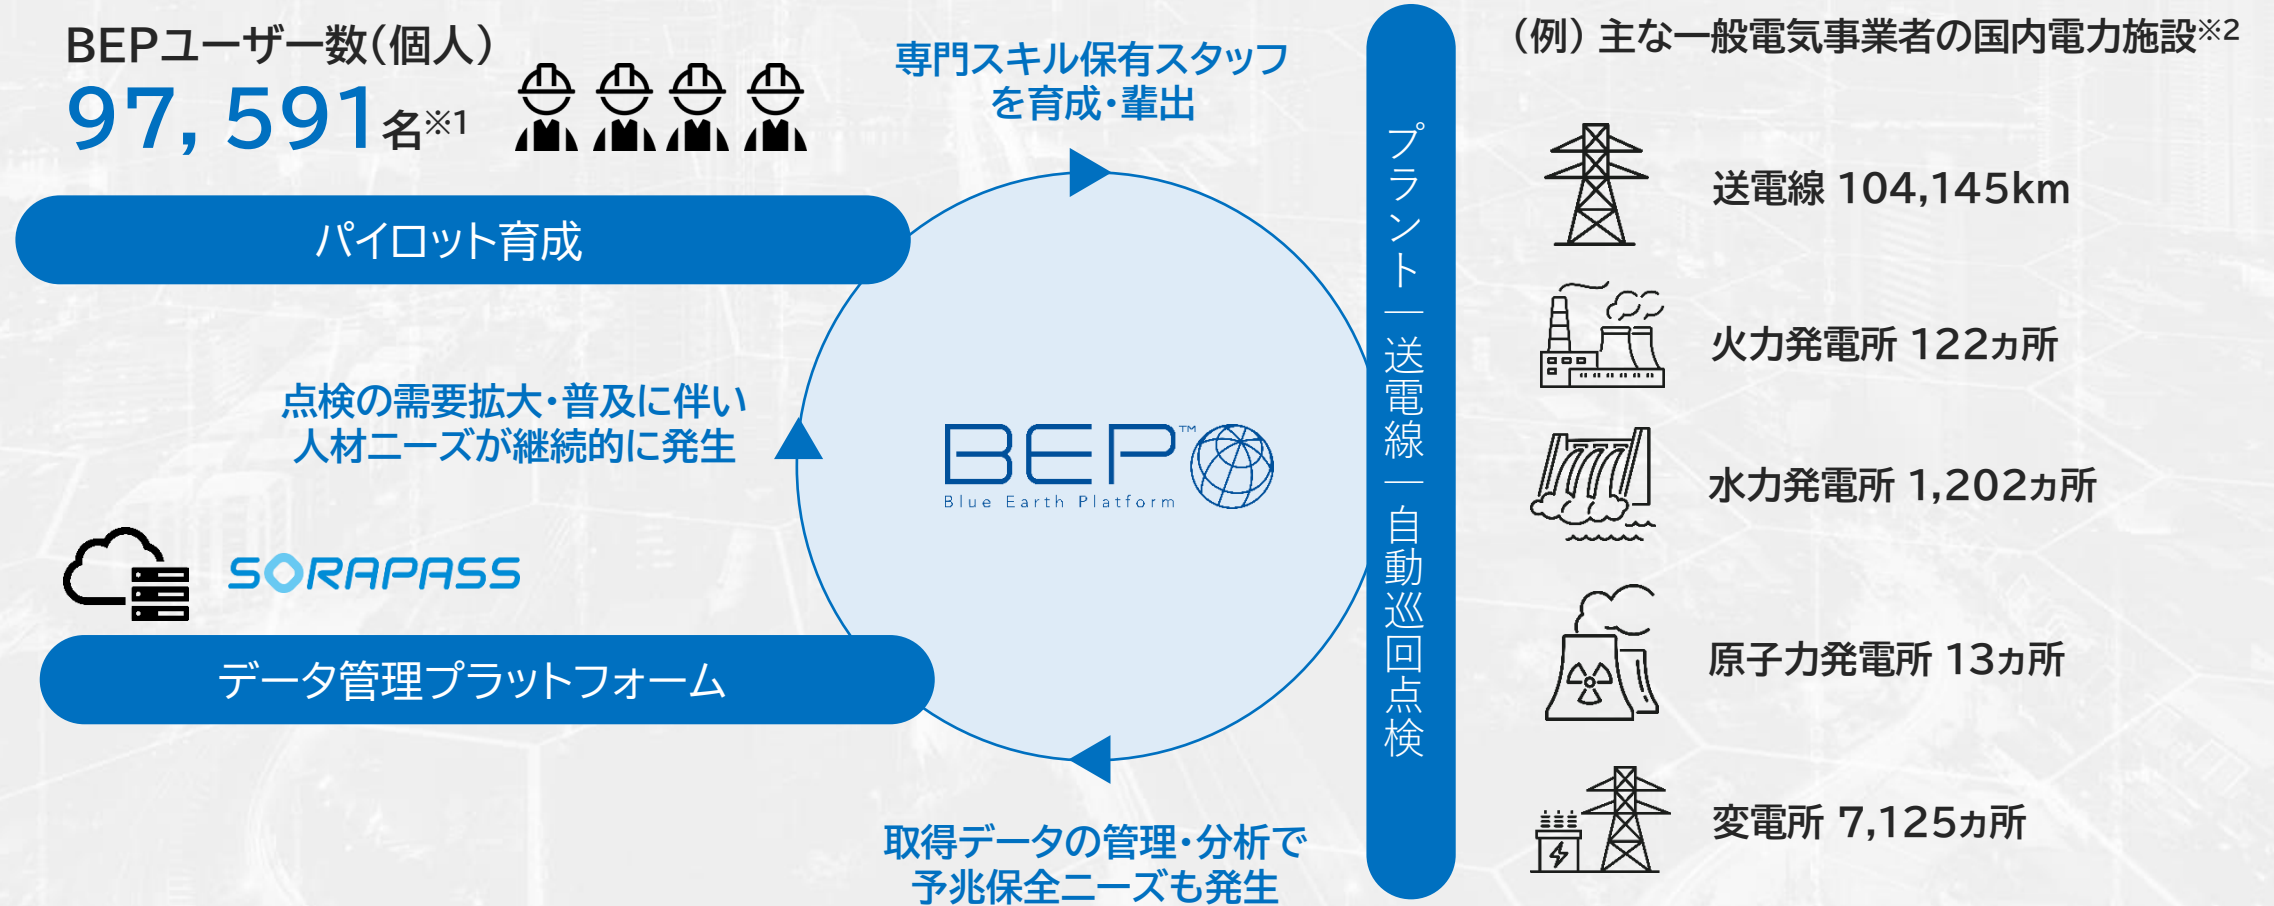 BEPユーザー数(個人)
97,591名※1
パイロット育成
専門スキル保有スタッフ
を育成・輩出
点検の需要拡大・普及に伴い
人材ニーズが継続的に発生
BEP™
Blue Earth Platform
SORAPASS
データ管理プラットフォーム
取得データの管理・分析で
予兆保全ニーズも発生
プラント|送電線|自動巡回点検
(例) 主な一般電気事業者の国内電力施設※2
送電線 104,145km
火力発電所 122カ所
水力発電所 1,202カ所
原子力発電所 13カ所
変電所 7,125カ所